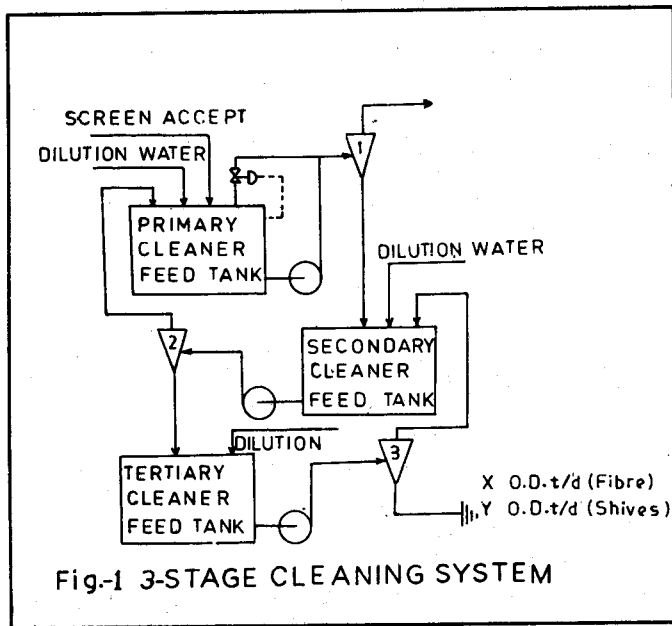 SCREEN ACCEPT
DILUTION WATER
1
PRIMARY
CLEANER
FEED TANK
DILUTION WATER
2
SECONDARY
CLEANER
FEED TANK
DILUTION
3
TERTIARY
CLEANER
FEED TANK
X O.D.t/d (Fibre)
Y O.D.t/d (Shives)
Fig.-1 3-STAGE CLEANING SYSTEM